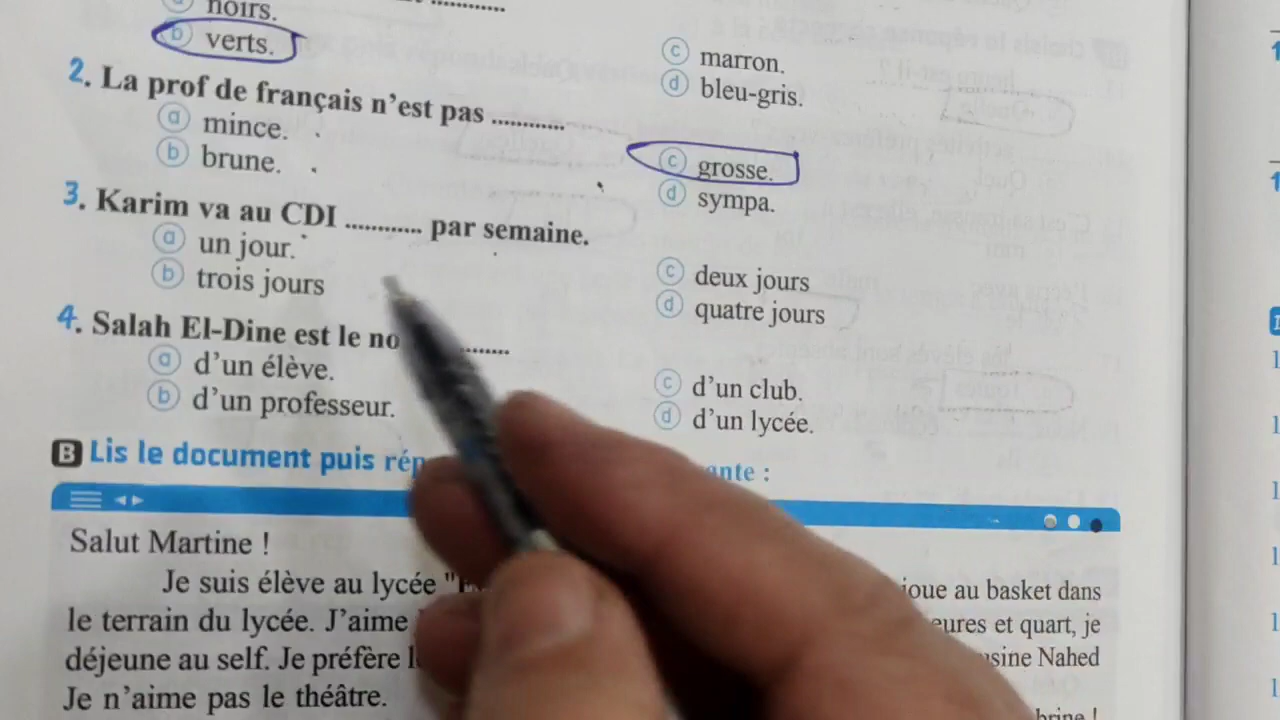 noirs.
b verts.
c marron.
d bleu-gris.
2. La prof de français n'est pas ............
a mince.
b brune.
c grosse.
d sympa.
3. Karim va au CDI ............ par semaine.
a un jour.
b trois jours
c deux jours
d quatre jours
4. Salah El-Dine est le no ........
a d'un élève.
b d'un professeur.
c d'un club.
d d'un lycée.
B Lis le document puis rép ante :
Salut Martine !
Je suis élève au lycée " joue au basket dans
le terrain du lycée. J'aime eures et quart, je
déjeune au self. Je préfère usine Nahed
Je n'aime pas le théâtre.